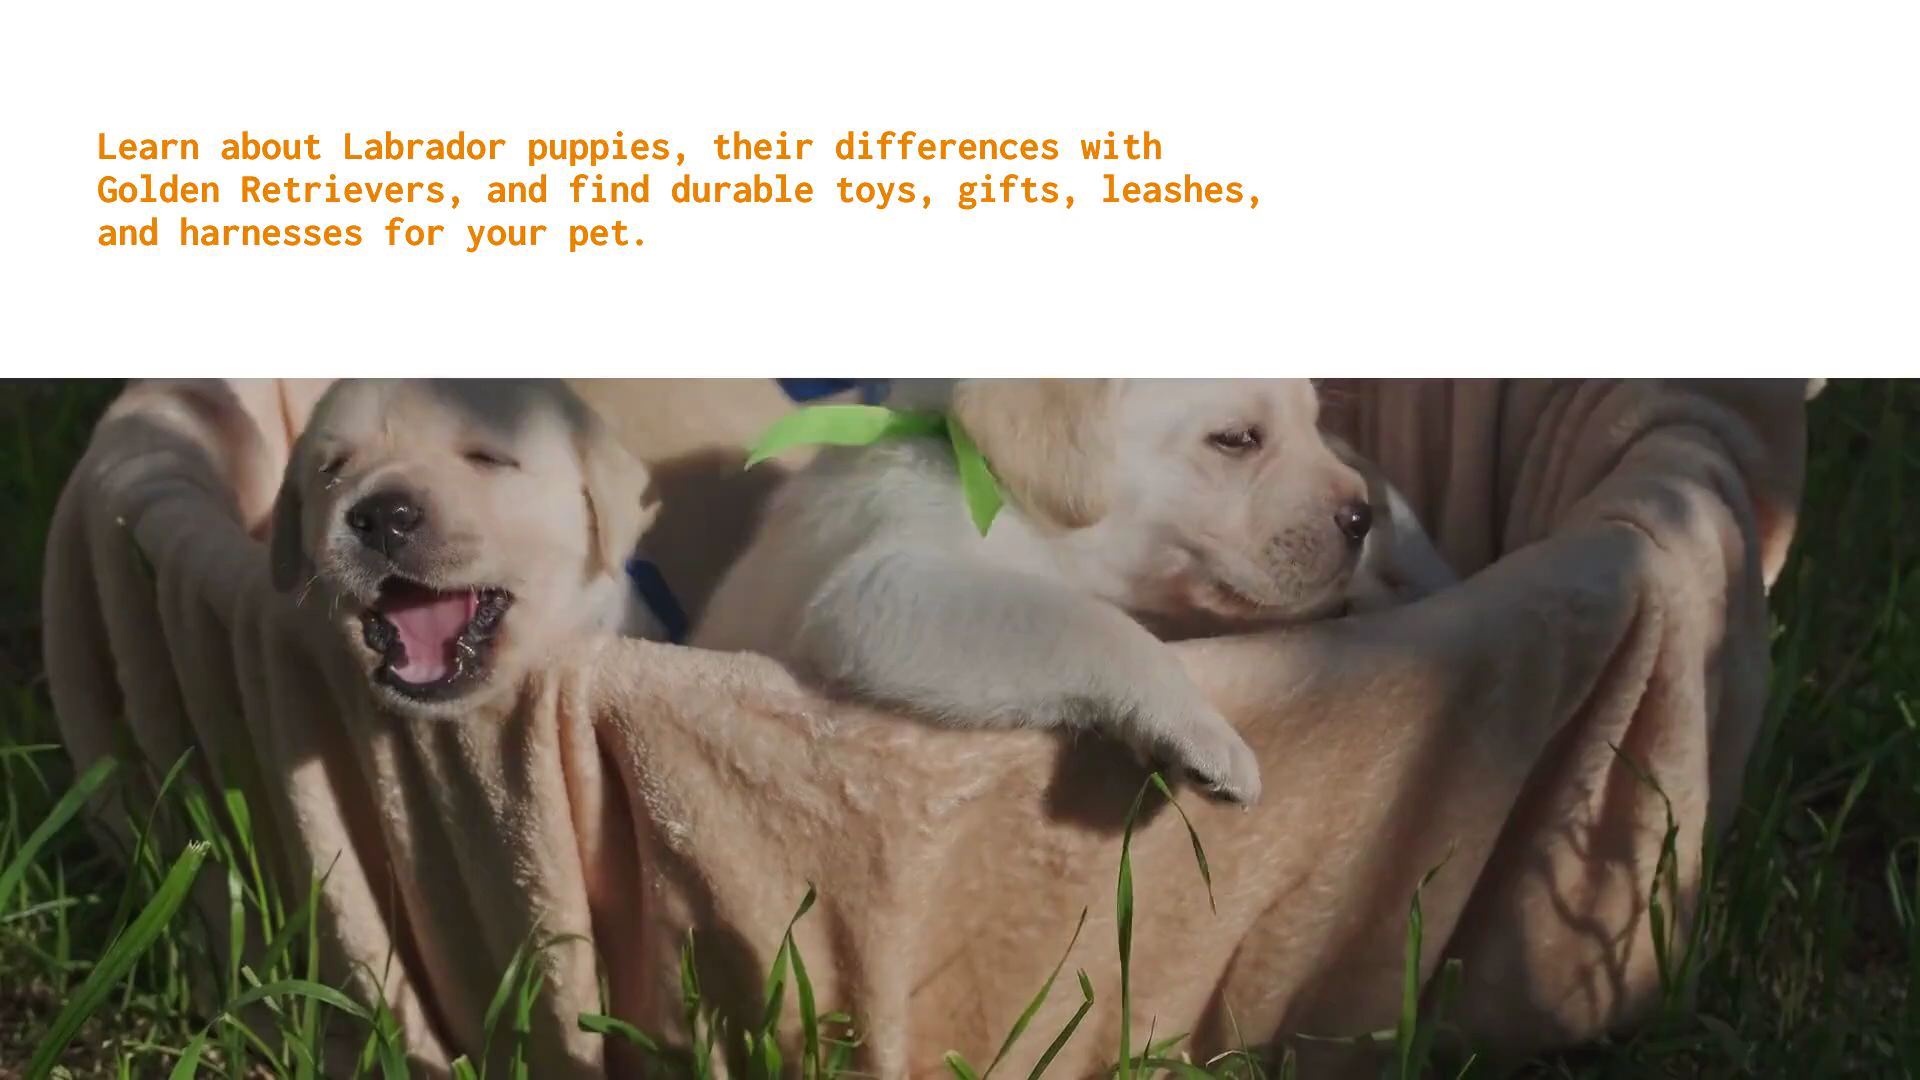 Learn about Labrador puppies, their differences with
Golden Retrievers, and find durable toys, gifts, leashes,
and harnesses for your pet.